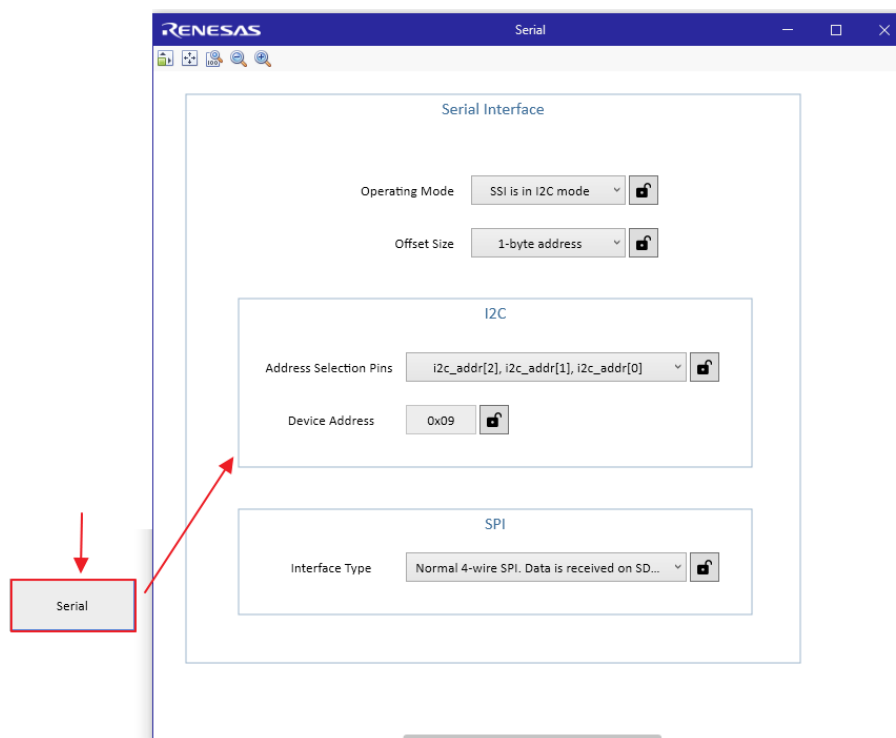 RENESAS
Serial
100
Serial Interface
Operating Mode SSI is in I2C mode
Offset Size 1-byte address
I2C
Address Selection Pins i2c_addr[2], i2c_addr[1], i2c_addr[0]
Device Address 0x09
SPI
Interface Type Normal 4-wire SPI. Data is received on SD...
Serial